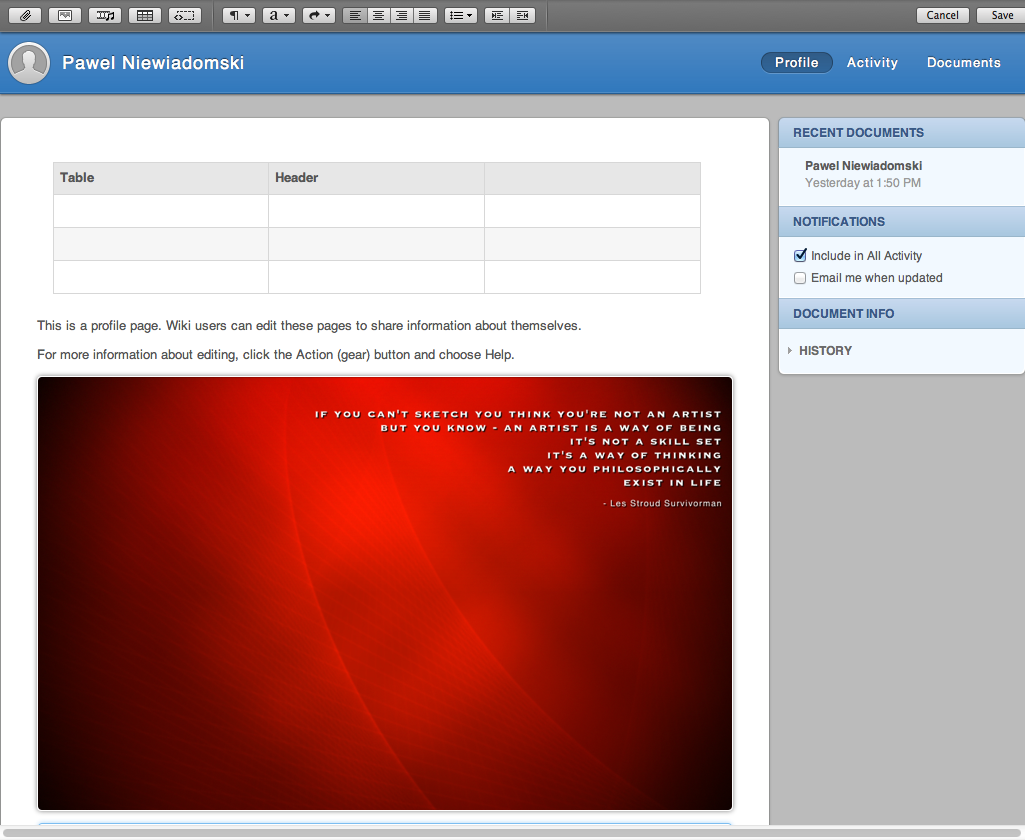 a
Cancel
Save
Pawel Niewiadomski
Profile
Activity
Documents
Table
Header
This is a profile page. Wiki users can edit these pages to share information about themselves.
For more information about editing, click the Action (gear) button and choose Help.
IF YOU CAN'T SKETCH YOU THINK YOU'RE NOT AN ARTIST
BUT YOU KNOW - AN ARTIST IS A WAY OF BEING
IT'S NOT A SKILL SET
IT'S A WAY OF THINKING
A WAY YOU PHILOSOPHICALLY
EXIST IN LIFE
- Les Stroud Survivorman
RECENT DOCUMENTS
Pawel Niewiadomski
Yesterday at 1:50 PM
NOTIFICATIONS
Include in All Activity
Email me when updated
DOCUMENT INFO
HISTORY